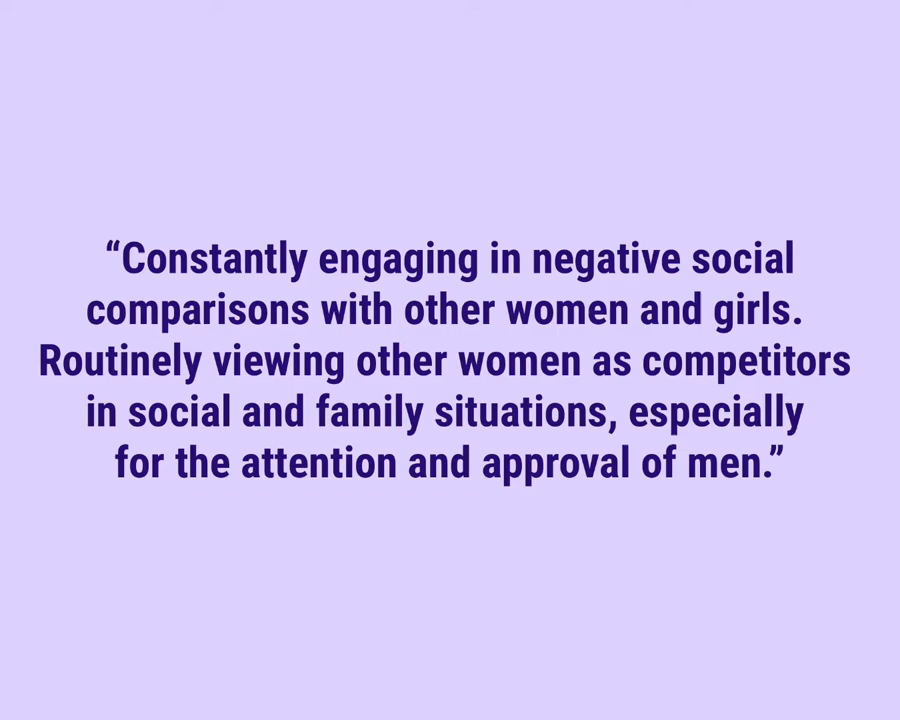 “Constantly engaging in negative social
comparisons with other women and girls.
Routinely viewing other women as competitors
in social and family situations, especially
for the attention and approval of men.”